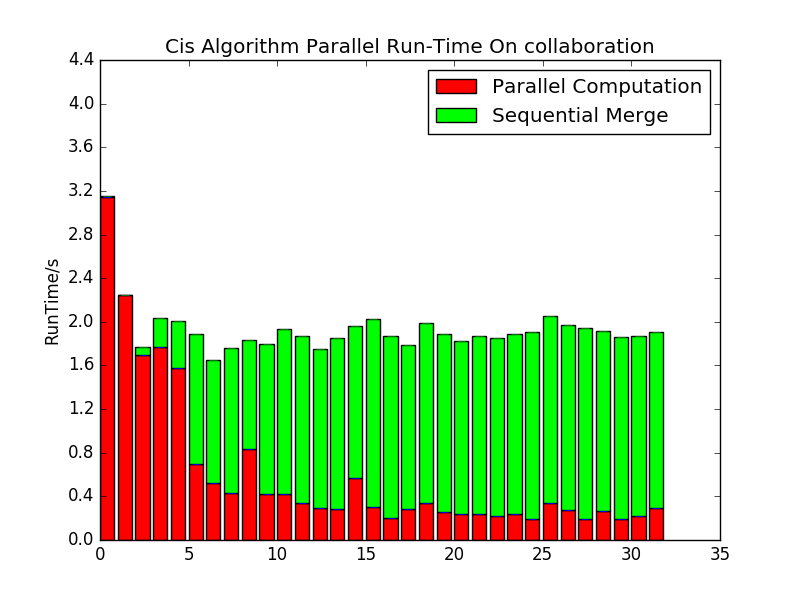 Cis Algorithm Parallel Run-Time On collaboration
Parallel Computation
Sequential Merge
RunTime/s
4.4
4.0
3.6
3.2
2.8
2.4
2.0
1.6
1.2
0.8
0.4
0.0
0 5 10 15 20 25 30 35